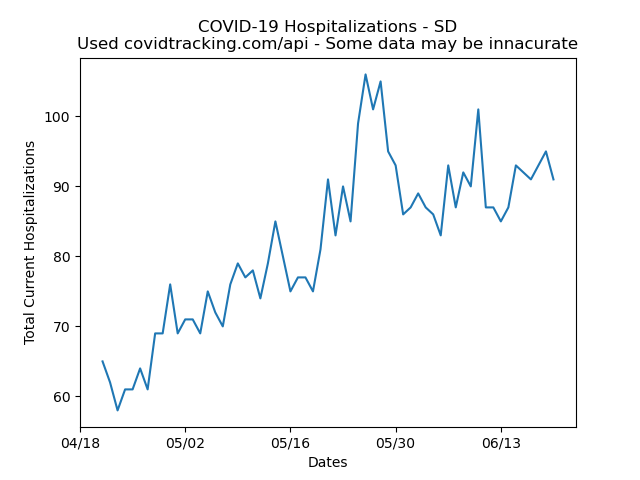 COVID-19 Hospitalizations - SD
Used covidtracking.com/api - Some data may be innacurate
Total Current Hospitalizations
100
90
80
70
60
04/18 05/02 05/16 05/30 06/13
Dates